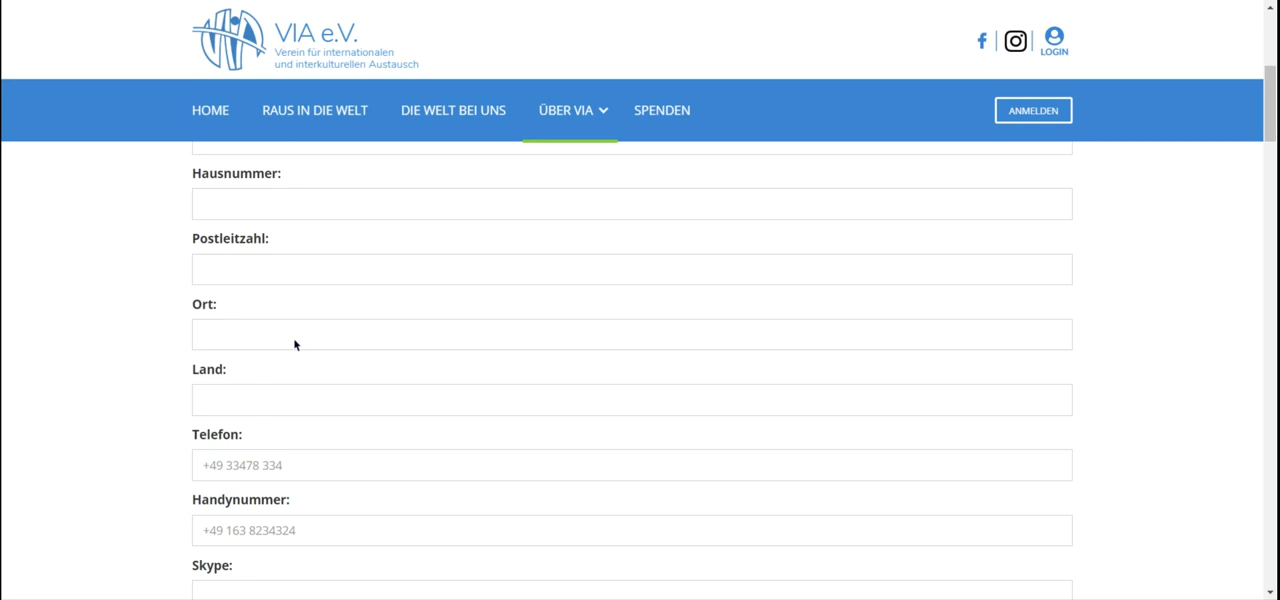 VIA e.V.
Verein für internationalen
und interkulturellen Austausch
LOGIN
HOME RAUS IN DIE WELT DIE WELT BEI UNS ÜBER VIA SPENDEN ANMELDEN
Hausnummer:
Postleitzahl:
Ort:
Land:
Telefon:
+49 33478 334
Handynummer:
+49 163 8234324
Skype: